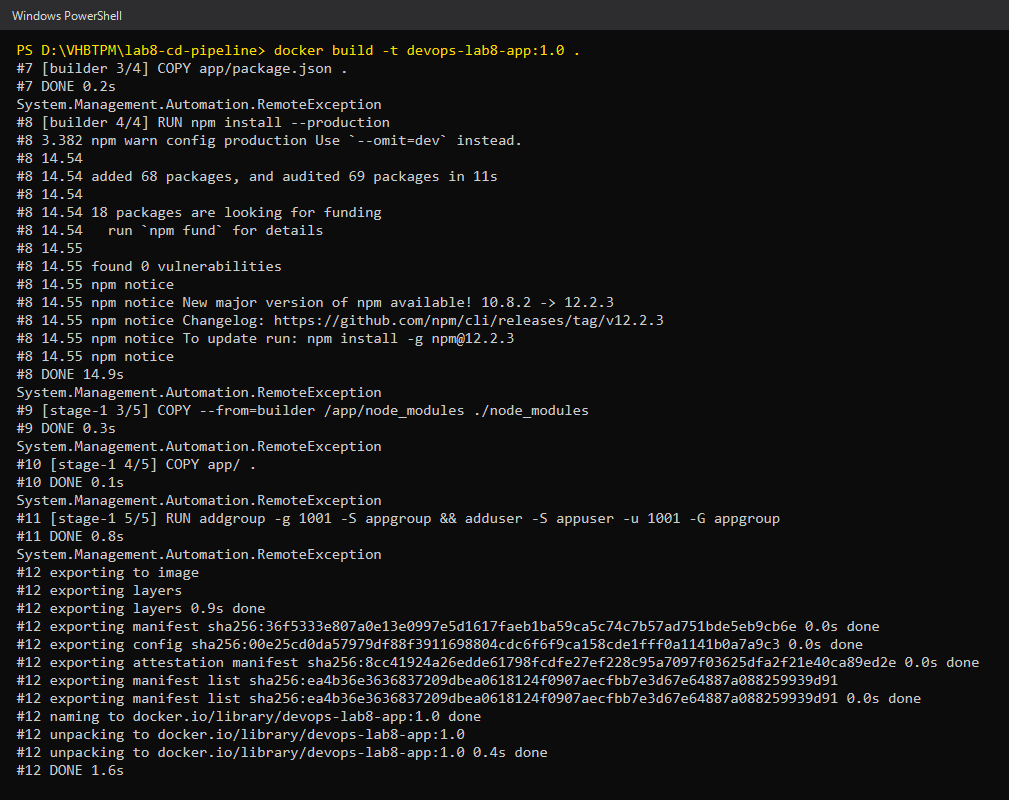 Windows PowerShell
PS D:\VHBTPM\lab8-cd-pipeline> docker build -t devops-lab8-app:1.0 .
#7 [builder 3/4] COPY app/package.json .
#7 DONE 0.2s
System.Management.Automation.RemoteException
#8 [builder 4/4] RUN npm install --production
#8 3.382 npm warn config production Use `--omit=dev` instead.
#8 14.54
#8 14.54 added 68 packages, and audited 69 packages in 11s
#8 14.54
#8 14.54 18 packages are looking for funding
#8 14.54   run `npm fund` for details
#8 14.55
#8 14.55 found 0 vulnerabilities
#8 14.55 npm notice
#8 14.55 npm notice New major version of npm available! 10.8.2 -> 12.2.3
#8 14.55 npm notice Changelog: https://github.com/npm/cli/releases/tag/v12.2.3
#8 14.55 npm notice To update run: npm install -g npm@12.2.3
#8 14.55 npm notice
#8 DONE 14.9s
System.Management.Automation.RemoteException
#9 [stage-1 3/5] COPY --from=builder /app/node_modules ./node_modules
#9 DONE 0.3s
System.Management.Automation.RemoteException
#10 [stage-1 4/5] COPY app/ .
#10 DONE 0.1s
System.Management.Automation.RemoteException
#11 [stage-1 5/5] RUN addgroup -g 1001 -S appgroup && adduser -S appuser -u 1001 -G appgroup
#11 DONE 0.8s
System.Management.Automation.RemoteException
#12 exporting to image
#12 exporting layers
#12 exporting layers 0.9s done
#12 exporting manifest sha256:36f5333e807a0e13e0997e5d1617faeb1ba59ca5c74c7b57ad751bde5eb9cb6e 0.0s done
#12 exporting config sha256:00e25cd0da57979df88f3911698804cdc6f6f9ca158cde1fff0a1141b0a7a9c3 0.0s done
#12 exporting attestation manifest sha256:8cc41924a26edde61798fcdfe27ef228c95a7097f03625dfa2f21e40ca89ed2e 0.0s done
#12 exporting manifest list sha256:ea4b36e3636837209dbea0618124f0907aecfbb7e3d67e64887a088259939d91
#12 exporting manifest list sha256:ea4b36e3636837209dbea0618124f0907aecfbb7e3d67e64887a088259939d91 0.0s done
#12 naming to docker.io/library/devops-lab8-app:1.0 done
#12 unpacking to docker.io/library/devops-lab8-app:1.0
#12 unpacking to docker.io/library/devops-lab8-app:1.0 0.4s done
#12 DONE 1.6s